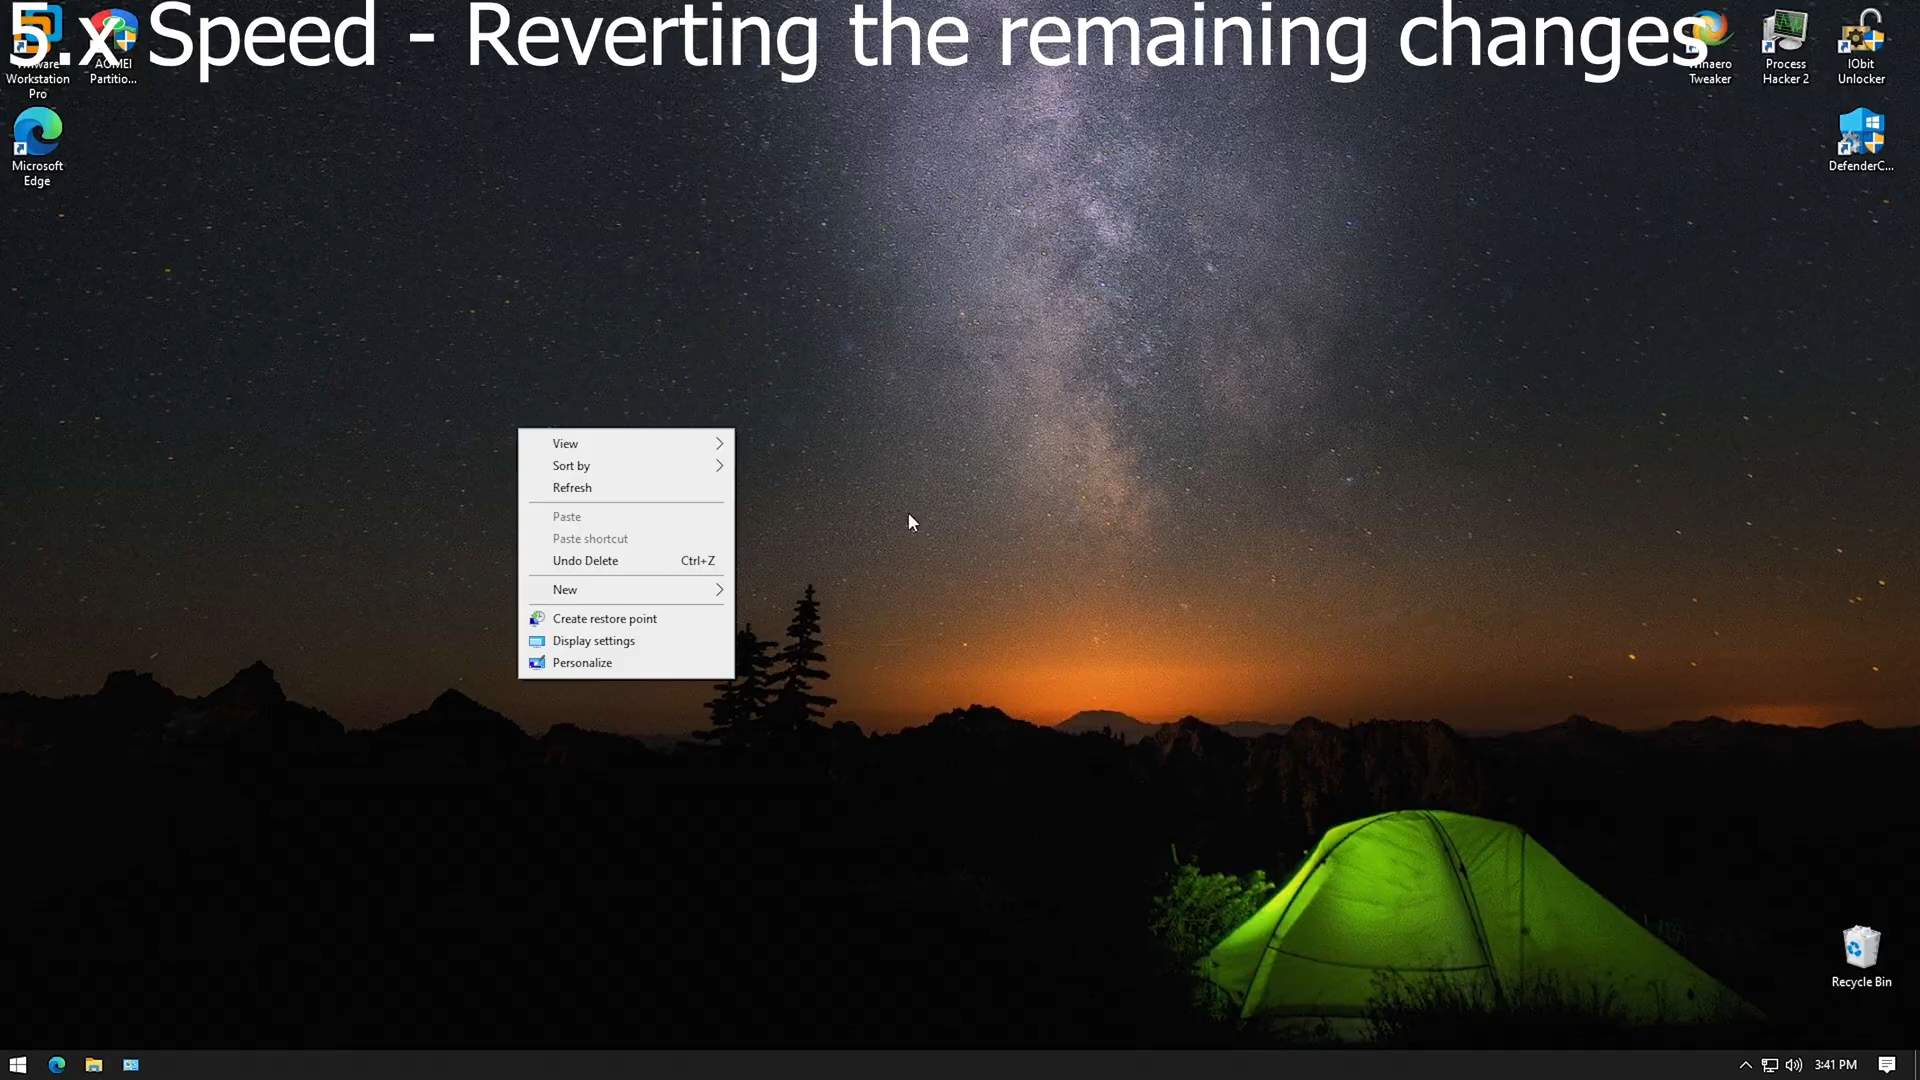 5.x Speed - Reverting the remaining changes
VMware
Workstation
Pro
AOMEI
Partitio...
Winaero
Tweaker
Process
Hacker 2
IObit
Unlocker
Microsoft
Edge
DefenderC...
View
Sort by
Refresh
Paste
Paste shortcut
Undo Delete Ctrl+Z
New
Create restore point
Display settings
Personalize
Recycle Bin
3:41 PM